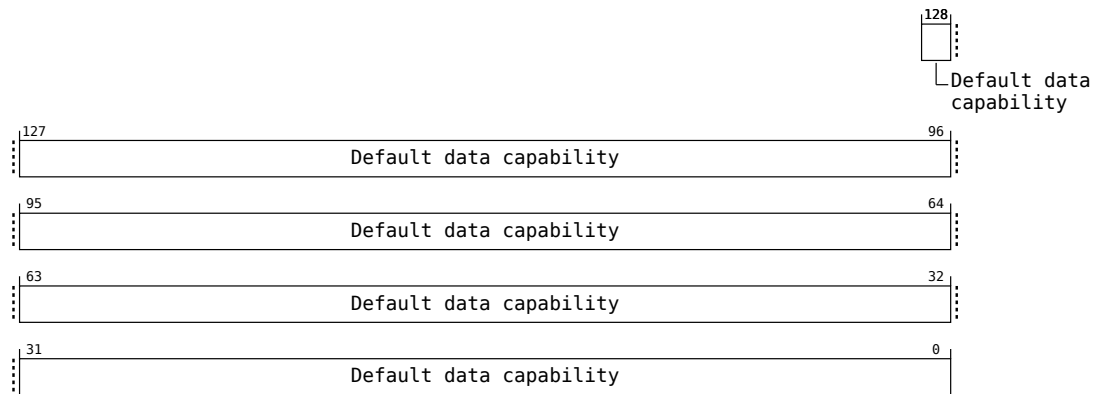 128
Default data
capability
127 96
Default data capability
95 64
Default data capability
63 32
Default data capability
31 0
Default data capability